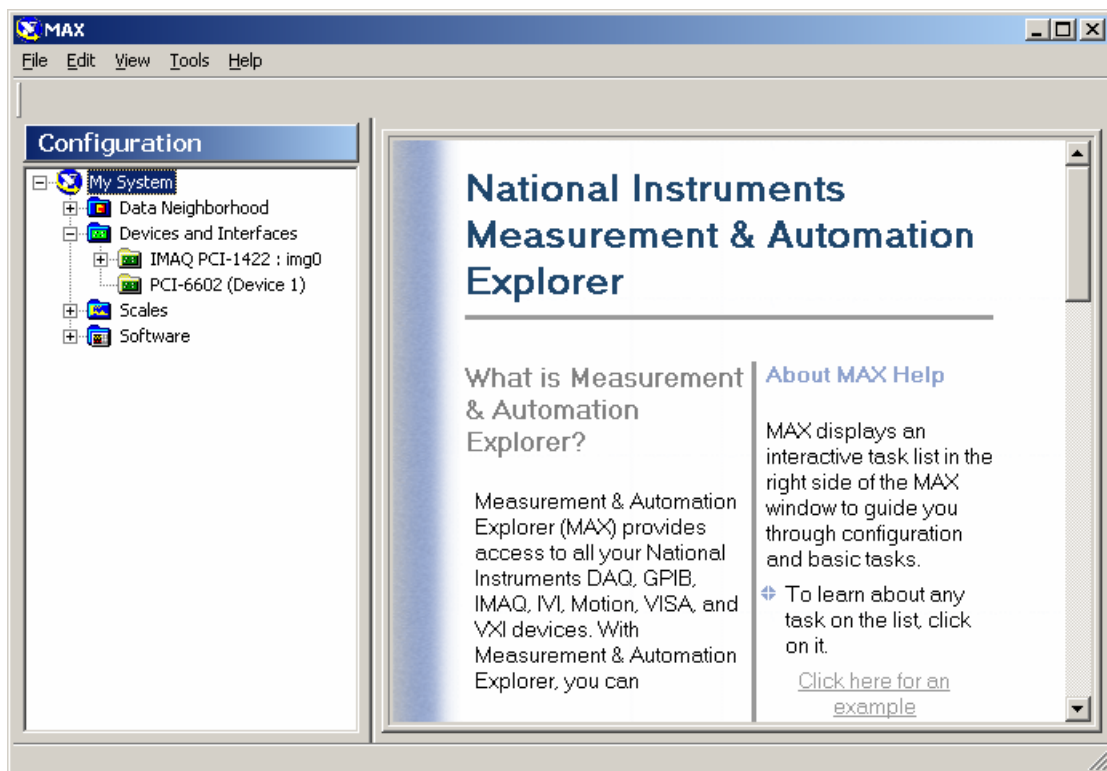 MAX
File Edit View Tools Help
Configuration
My System
Data Neighborhood
Devices and Interfaces
IMAQ PCI-1422 : img0
PCI-6602 (Device 1)
Scales
Software
National Instruments
Measurement & Automation
Explorer
What is Measurement
& Automation
Explorer?
Measurement & Automation
Explorer (MAX) provides
access to all your National
Instruments DAQ, GPIB,
IMAQ, IVI, Motion, VISA, and
VXI devices. With
Measurement & Automation
Explorer, you can
About MAX Help
MAX displays an
interactive task list in the
right side of the MAX
window to guide you
through configuration
and basic tasks.
To learn about any
task on the list, click
on it.
Click here for an
example